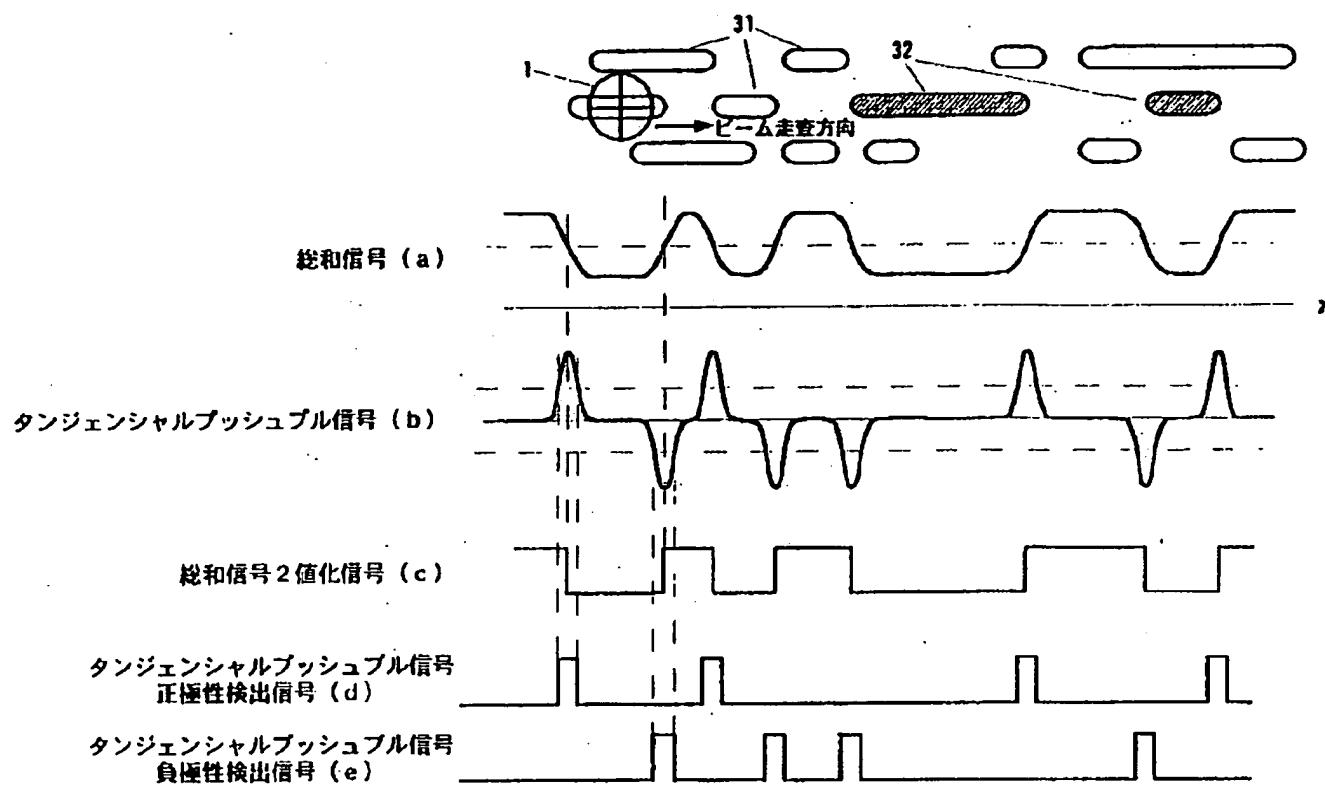 31
32
1
ビーム走査方向
総和信号 (a)
タンジェンシャルプッシュプル信号 (b)
総和信号2値化信号 (c)
タンジェンシャルプッシュプル信号
正極性検出信号 (d)
タンジェンシャルプッシュプル信号
負極性検出信号 (e)